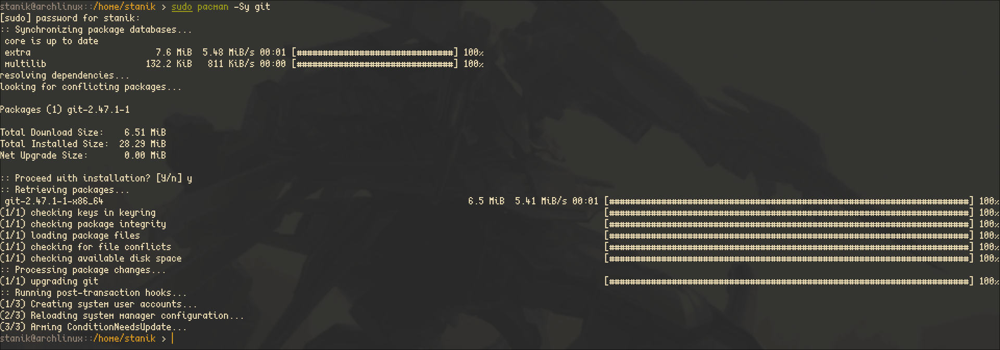 stanik@archlinux::/home/stanik > sudo pacman -Sy git
[sudo] password for stanik:
:: Synchronizing package databases...
 core is up to date
 extra                        7.6 MiB  5.48 MiB/s 00:01 [##############################] 100%
 multilib                   132.2 KiB   811 KiB/s 00:00 [##############################] 100%
resolving dependencies...
looking for conflicting packages...

Packages (1) git-2.47.1-1

Total Download Size:    6.51 MiB
Total Installed Size:  28.29 MiB
Net Upgrade Size:       0.00 MiB

:: Proceed with installation? [Y/n] y
:: Retrieving packages...
 git-2.47.1-1-x86_64    6.5 MiB  5.41 MiB/s 00:01 [#####################################################################] 100%
(1/1) checking keys in keyring    [#####################################################################] 100%
(1/1) checking package integrity    [#####################################################################] 100%
(1/1) loading package files    [#####################################################################] 100%
(1/1) checking for file conflicts    [#####################################################################] 100%
(1/1) checking available disk space    [#####################################################################] 100%
:: Processing package changes...
(1/1) upgrading git    [#####################################################################] 100%
:: Running post-transaction hooks...
(1/3) Creating system user accounts...
(2/3) Reloading system manager configuration...
(3/3) Arming ConditionNeedsUpdate...
stanik@archlinux::/home/stanik >